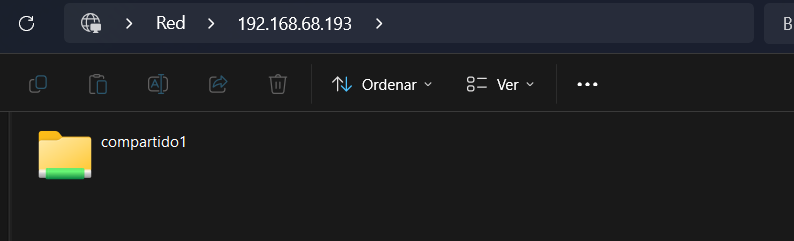 Red 192.168.68.193 B
Ordenar Ver
compartido1